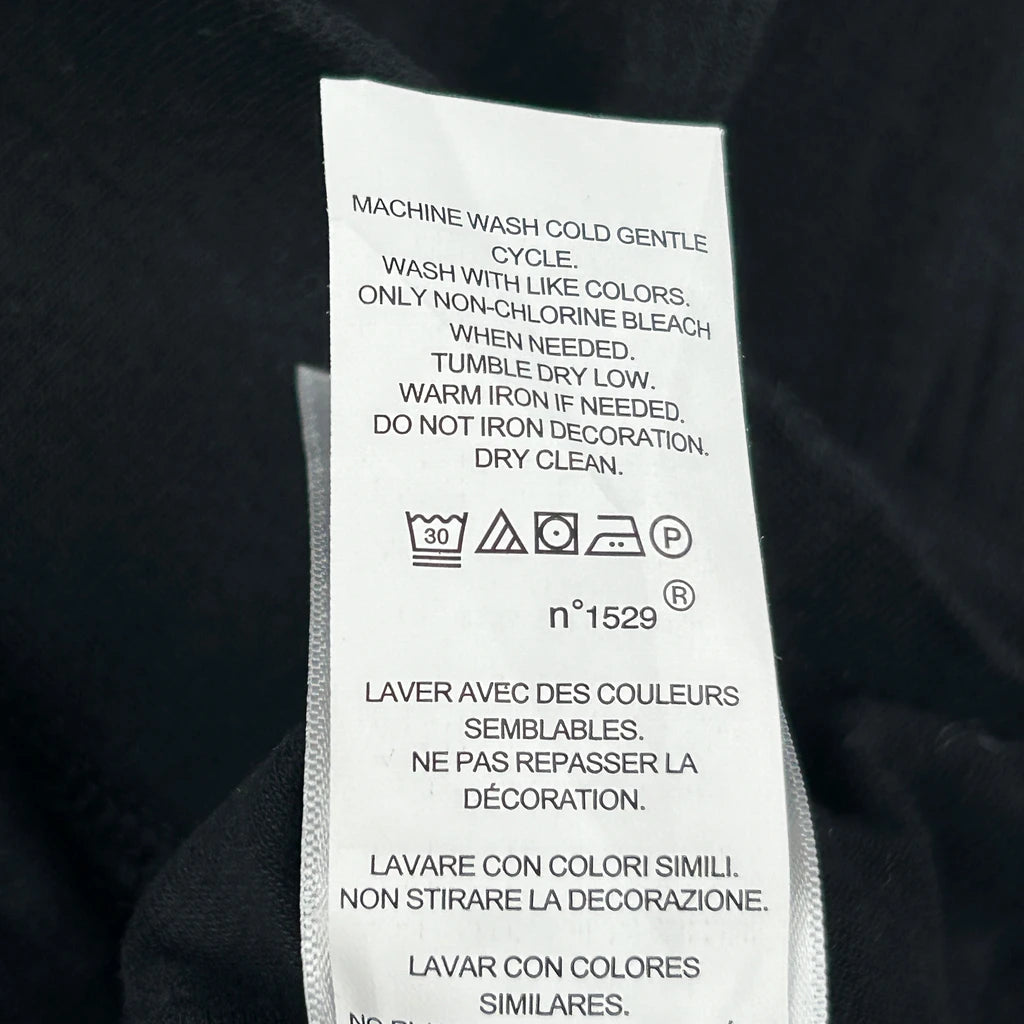 MACHINE WASH COLD GENTLE
CYCLE.
WASH WITH LIKE COLORS.
ONLY NON-CHLORINE BLEACH
WHEN NEEDED.
TUMBLE DRY LOW.
WARM IRON IF NEEDED.
DO NOT IRON DECORATION.
DRY CLEAN.
30 P
n°1529 ®
LAVER AVEC DES COULEURS
SEMBLABLES.
NE PAS REPASSER LA
DÉCORATION.
LAVARE CON COLORI SIMILI.
NON STIRARE LA DECORAZIONE.
LAVAR CON COLORES
SIMILARES.